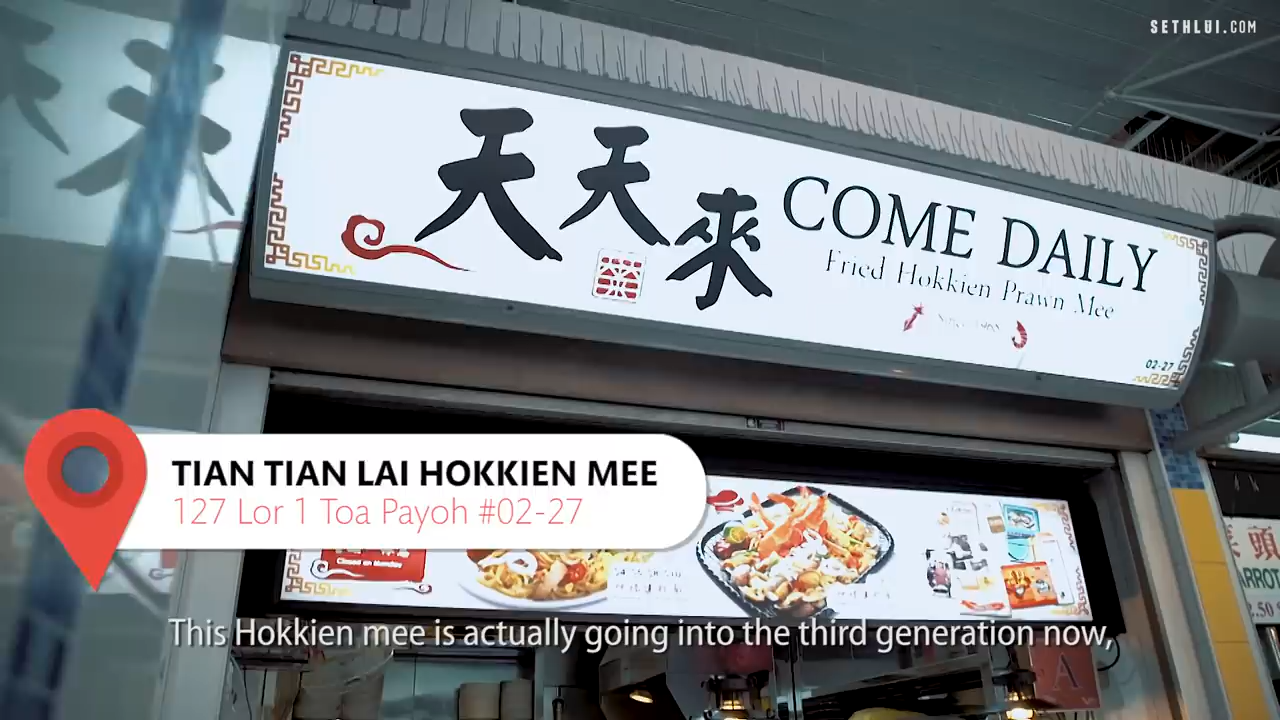 SETHLUI.COM
天天來
COME DAILY
Fried Hokkien Prawn Mee
02-27
TIAN TIAN LAI HOKKIEN MEE
127 Lor 1 Toa Payoh #02-27
Closed on Monday
This Hokkien mee is actually going into the third generation now,
A